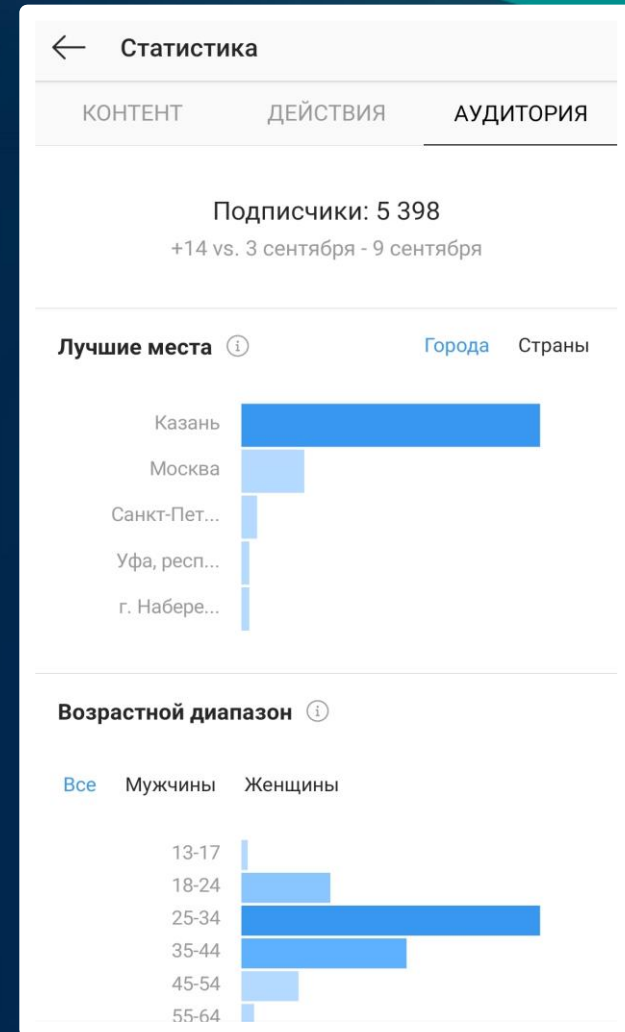 ← Статистика
КОНТЕНТ ДЕЙСТВИЯ АУДИТОРИЯ
Подписчики: 5 398
+14 vs. 3 сентября - 9 сентября
Лучшие места Города Страны
Казань
Москва
Санкт-Пет...
Уфа, респ...
г. Набере...
Возрастной диапазон
Все Мужчины Женщины
13-17
18-24
25-34
35-44
45-54
55-64